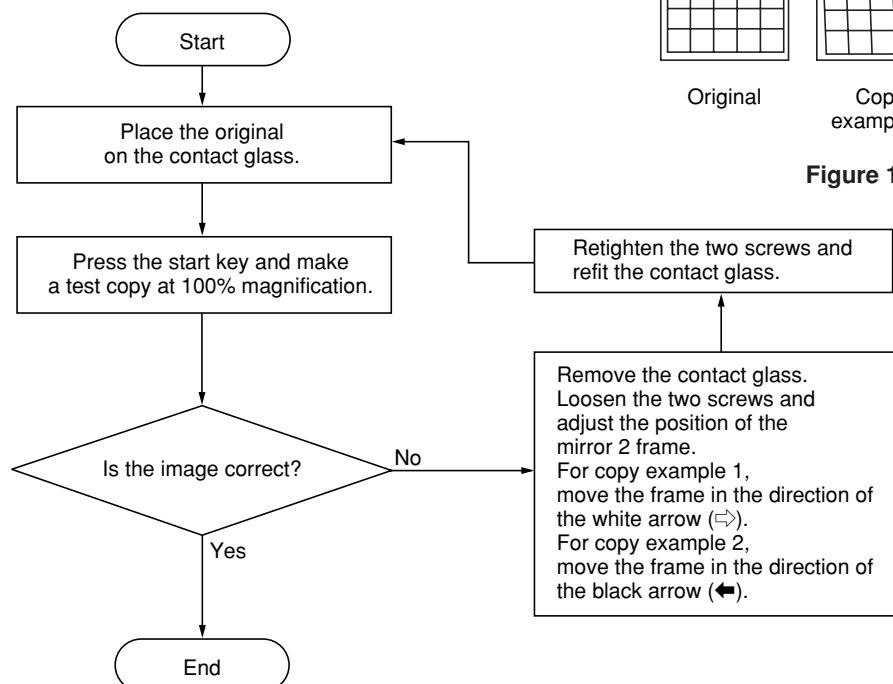 Start
Original
Place the original
on the contact glass.
Figure 1
Press the start key and make
a test copy at 100% magnification.
Retighten the two screws and
refit the contact glass.
Is the image correct?
No
Yes
Remove the contact glass.
Loosen the two screws and
adjust the position of the
mirror 2 frame.
For copy example 1,
move the frame in the direction of
the white arrow (⇨).
For copy example 2,
move the frame in the direction of
the black arrow (⬅).
End